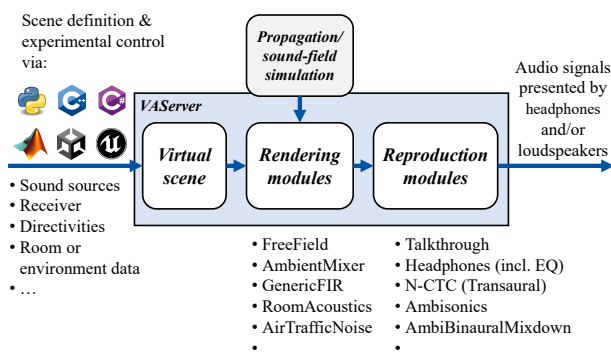 Scene definition &
experimental control
via:
C++
C#
Propagation/
sound-field
simulation
Audio signals
presented by
headphones
and/or
loudspeakers
VAServer
Virtual
scene
Rendering
modules
Reproduction
modules
• Sound sources
• Receiver
• Directivities
• Room or
environment data
• …
• FreeField
• AmbientMixer
• GenericFIR
• RoomAcoustics
• AirTrafficNoise
•
• Talkthrough
• Headphones (incl. EQ)
• N-CTC (Transaural)
• Ambisonics
• AmbiBinauralMixdown
•